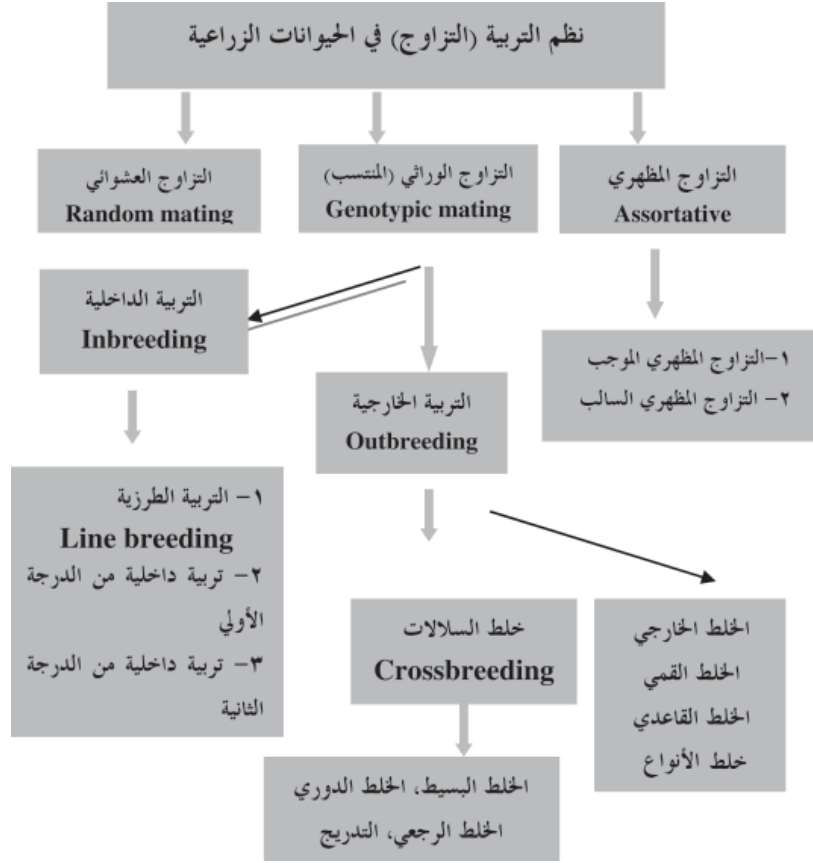 نظم التربية (التزاوج) في الحيوانات الزراعية
التزاوج المظهري
Assortative
التزاوج الوراثي (المنتسب)
Genotypic mating
التزاوج العشوائي
Random mating
التربية الداخلية
Inbreeding
١-التزاوج المظهري الموجب
٢- التزاوج المظهري السالب
التربية الخارجية
Outbreeding
١- التربية الطرزية
Line breeding
٢- تربية داخلية من الدرجة
الأولي
٣- تربية داخلية من الدرجة
الثانية
الخلط الخارجي
الخلط القمي
الخلط القاعدي
خلط الأنواع
خلط السلالات
Crossbreeding
الخلط البسيط، الخلط الدوري
الخلط الرجعي، التدريج